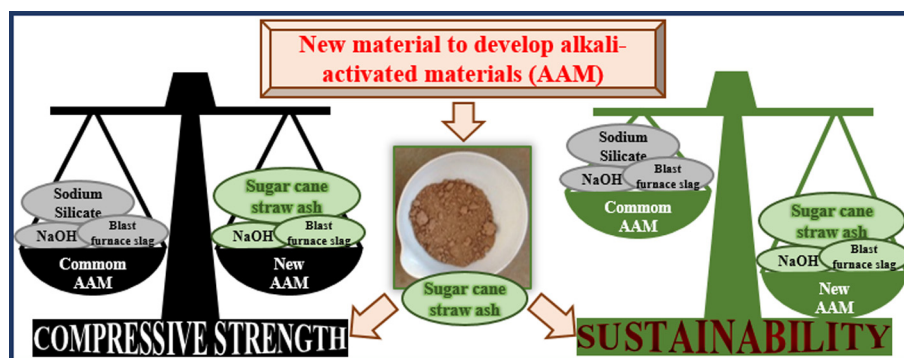 New material to develop alkali-
activated materials (AAM)
Sodium
Silicate
NaOH
Blast
furnace slag
Commom
AAM
Sugar cane
straw ash
NaOH
Blast
furnace slag
New
AAM
COMPRESSIVE STRENGTH
Sugar cane
straw ash
Sodium
Silicate
NaOH
Blast
furnace slag
Commom
AAM
Sugar cane
straw ash
NaOH
Blast
furnace slag
New
AAM
SUSTAINABILITY